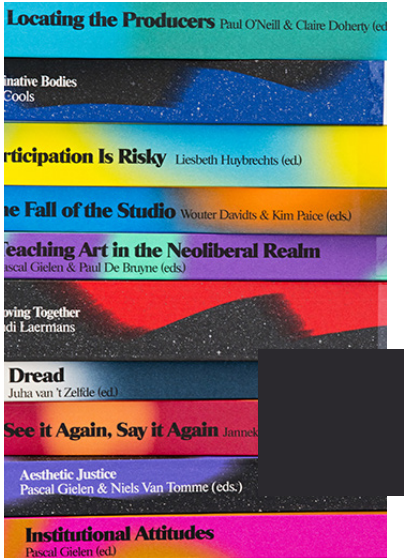 Locating the Producers Paul O'Neill & Claire Doherty (ed
inative Bodies
Cools
rticipation Is Risky Liesbeth Huybrechts (ed.)
he Fall of the Studio Wouter Davidts & Kim Paice (eds.)
Teaching Art in the Neoliberal Realm
ascal Gielen & Paul De Bruyne (eds.)
oving Together
di Laermans
Dread
Juha van 't Zelfde (ed.)
See it Again, Say it Again Jannek
Aesthetic Justice
Pascal Gielen & Niels Van Tomme (eds.)
Institutional Attitudes
Pascal Gielen (ed.)